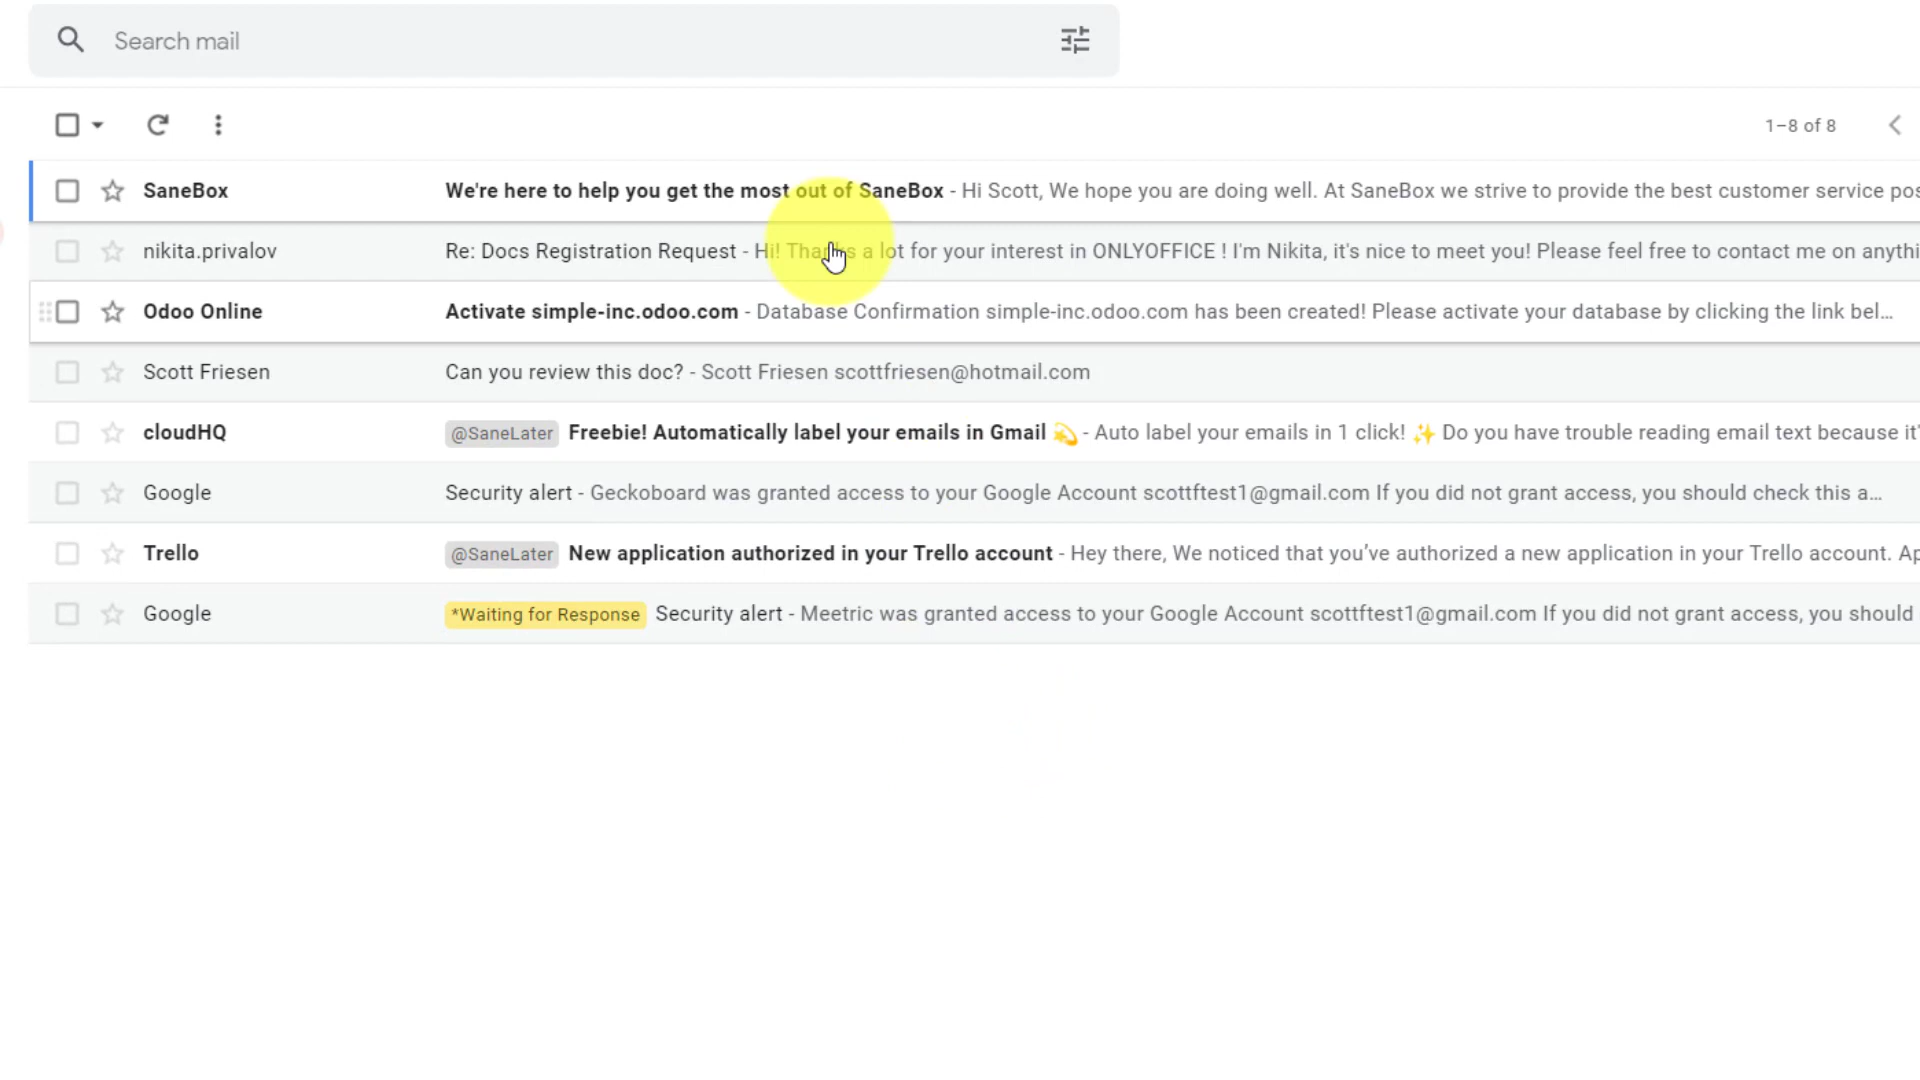 Search mail
1–8 of 8
SaneBox We're here to help you get the most out of SaneBox - Hi Scott, We hope you are doing well. At SaneBox we strive to provide the best customer service
nikita.privalov Re: Docs Registration Request - Hi! Thanks a lot for your interest in ONLYOFFICE ! I'm Nikita, it's nice to meet you! Please feel free to contact me on
Odoo Online Activate simple-inc.odoo.com - Database Confirmation simple-inc.odoo.com has been created! Please activate your database by clicking the link bel…
Scott Friesen Can you review this doc? - Scott Friesen scottfriesen@hotmail.com
cloudHQ @SaneLater Freebie! Automatically label your emails in Gmail 💫 - Auto label your emails in 1 click! ✨ Do you have trouble reading email text because
Google Security alert - Geckoboard was granted access to your Google Account scottftest1@gmail.com If you did not grant access, you should check this a…
Trello @SaneLater New application authorized in your Trello account - Hey there, We noticed that you've authorized a new application in your Trello account.
Google *Waiting for Response Security alert - Meetric was granted access to your Google Account scottftest1@gmail.com If you did not grant access, you should